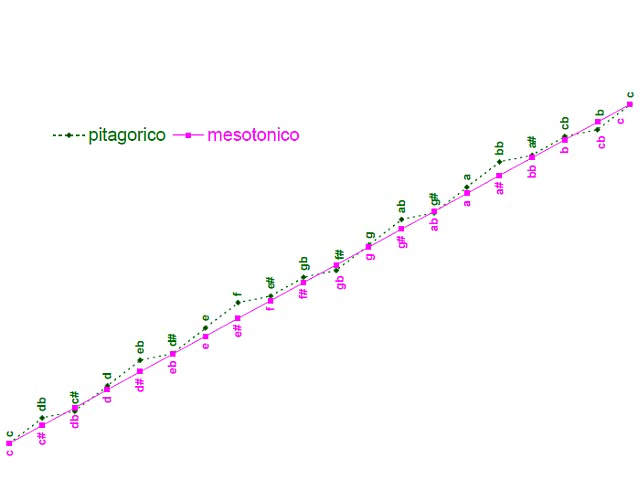 pitagorico mesotonico
c
db
c#
d
eb
d#
e
f
e#
gb
f#
g
ab
g#
a
bb
a#
cb
b
c
c
c#
db
d
d#
eb
e
e#
f
f#
gb
g
g#
ab
a
a#
bb
b
cb
c